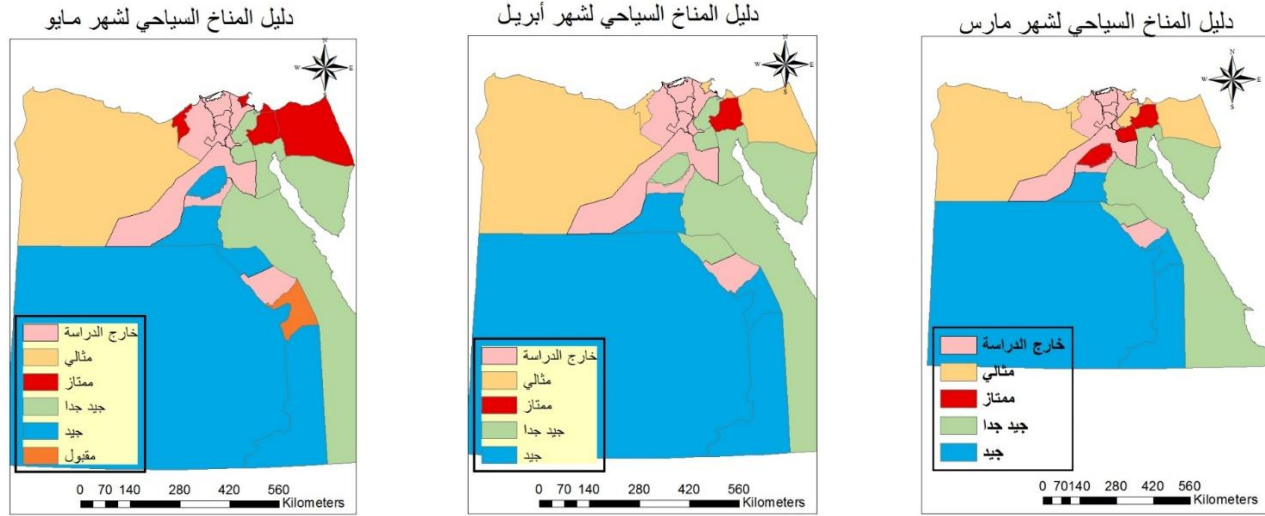 دليل المناخ السياحي لشهر مارس
N
W
E
S
خارج الدراسة
مثالي
ممتاز
جيد جدا
جيد
0 70 140 280 420 560
Kilometers
دليل المناخ السياحي لشهر أبريل
N
W
E
S
خارج الدراسة
مثالي
ممتاز
جيد جدا
جيد
0 70 140 280 420 560
Kilometers
دليل المناخ السياحي لشهر مايو
N
W
E
S
خارج الدراسة
مثالي
ممتاز
جيد جدا
جيد
مقبول
0 70 140 280 420 560
Kilometers